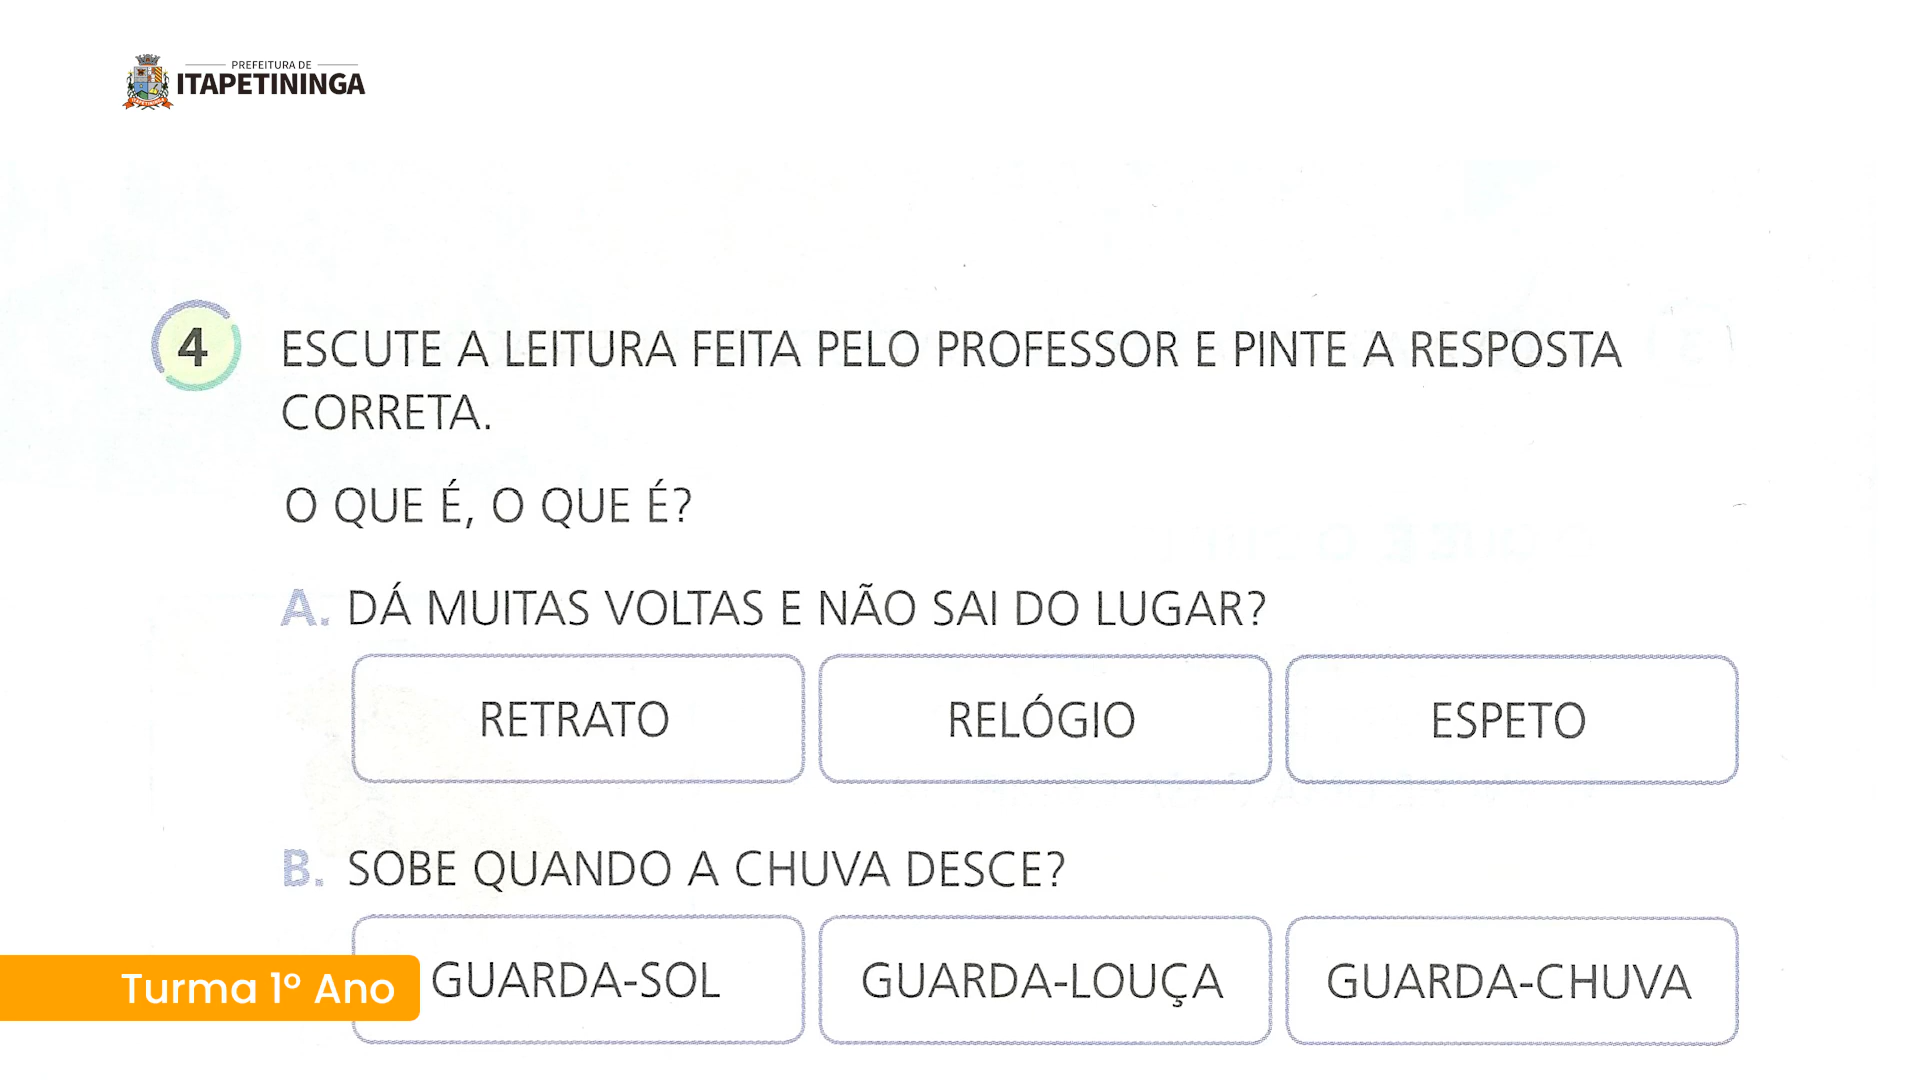 PREFEITURA DE
ITAPETININGA
4 ESCUTE A LEITURA FEITA PELO PROFESSOR E PINTE A RESPOSTA
CORRETA.
O QUE É, O QUE É?
A. DÁ MUITAS VOLTAS E NÃO SAI DO LUGAR?
RETRATO RELÓGIO ESPETO
B. SOBE QUANDO A CHUVA DESCE?
GUARDA-SOL GUARDA-LOUÇA GUARDA-CHUVA
Turma 1º Ano